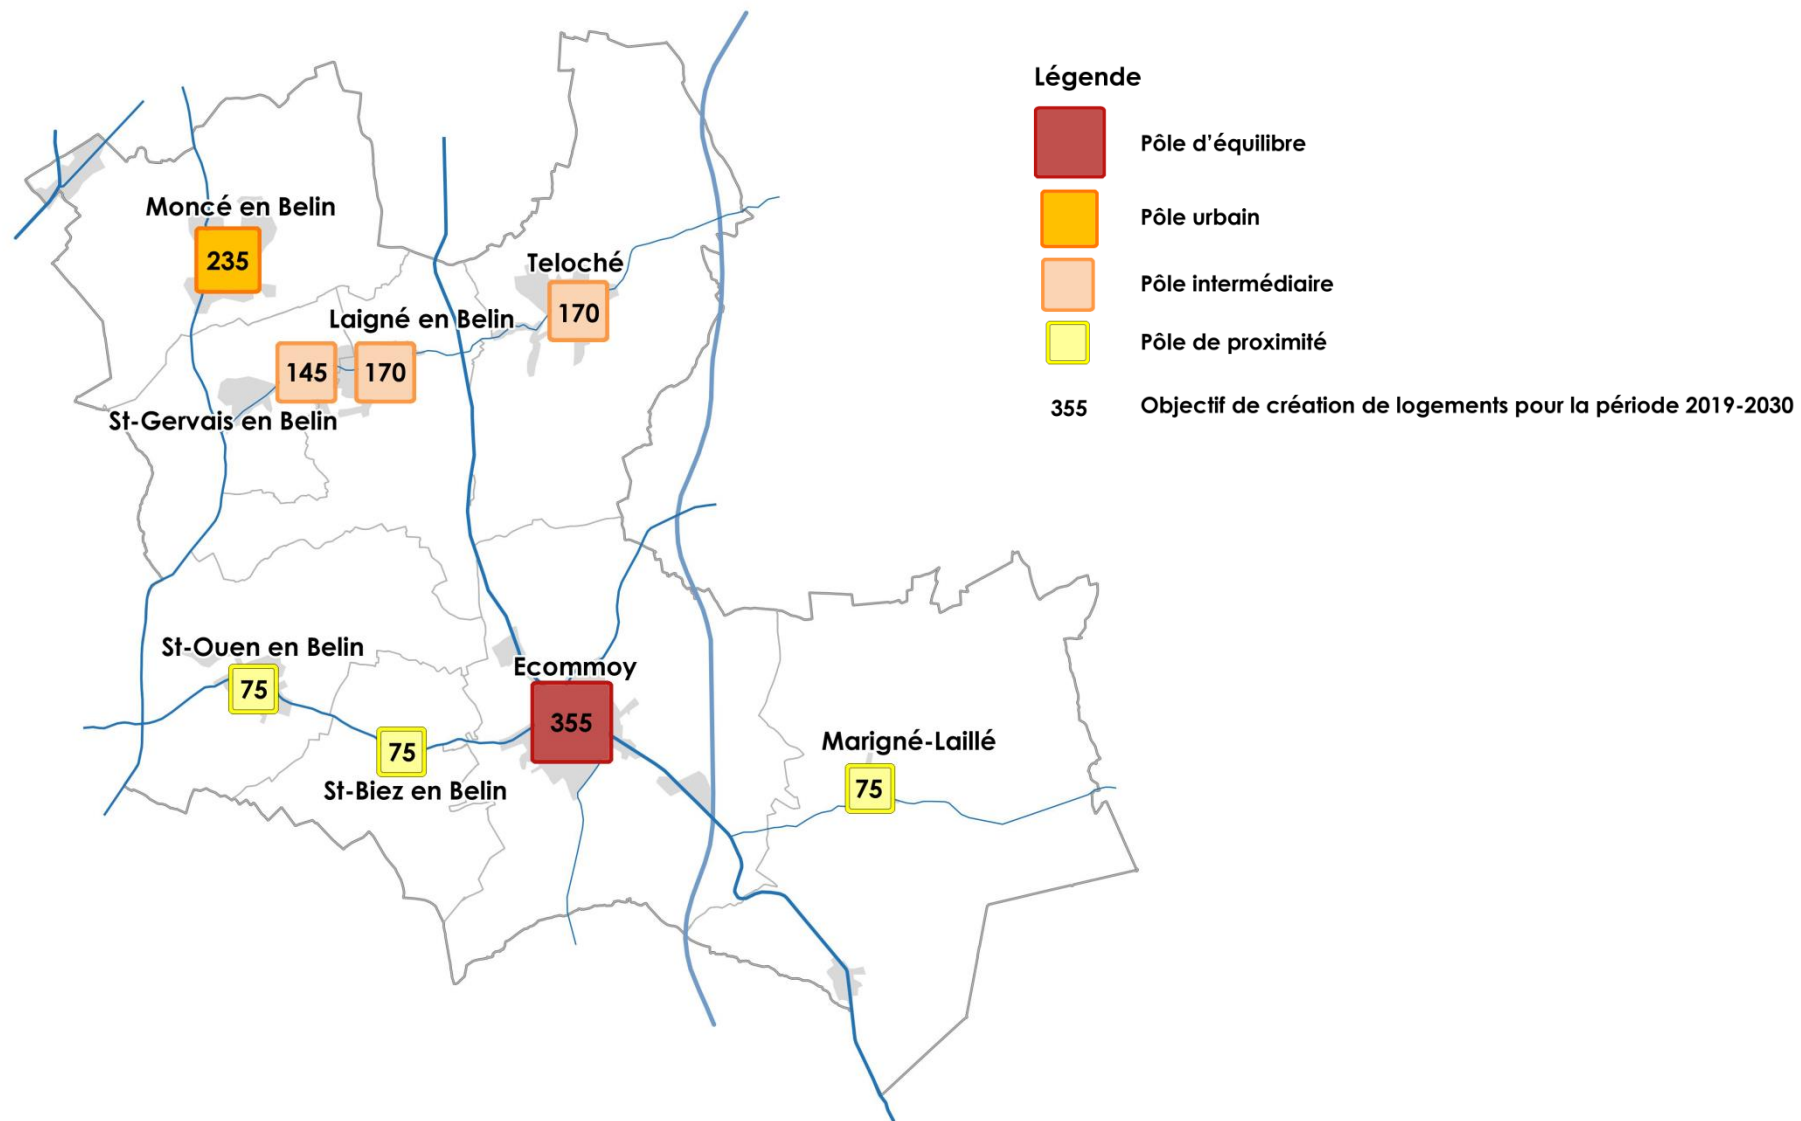 Légende
Pôle d'équilibre
Pôle urbain
Pôle intermédiaire
Pôle de proximité
355 Objectif de création de logements pour la période 2019-2030
Moncé en Belin
235
Teloché
170
Laigné en Belin
145
170
St-Gervais en Belin
St-Ouen en Belin
75
Ecommoy
355
75
St-Biez en Belin
Marigné-Laillé
75